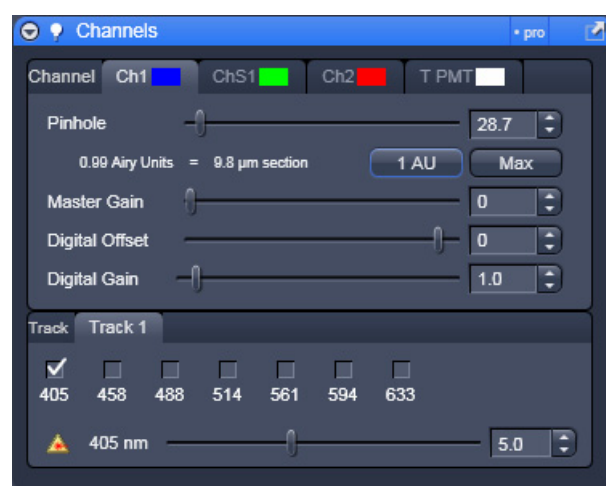 Channels • pro
Channel Ch1 ChS1 Ch2 T PMT
Pinhole 28.7
0.99 Airy Units = 9.8 µm section 1 AU Max
Master Gain 0
Digital Offset 0
Digital Gain 1.0
Track Track 1
405 458 488 514 561 594 633
405 nm 5.0